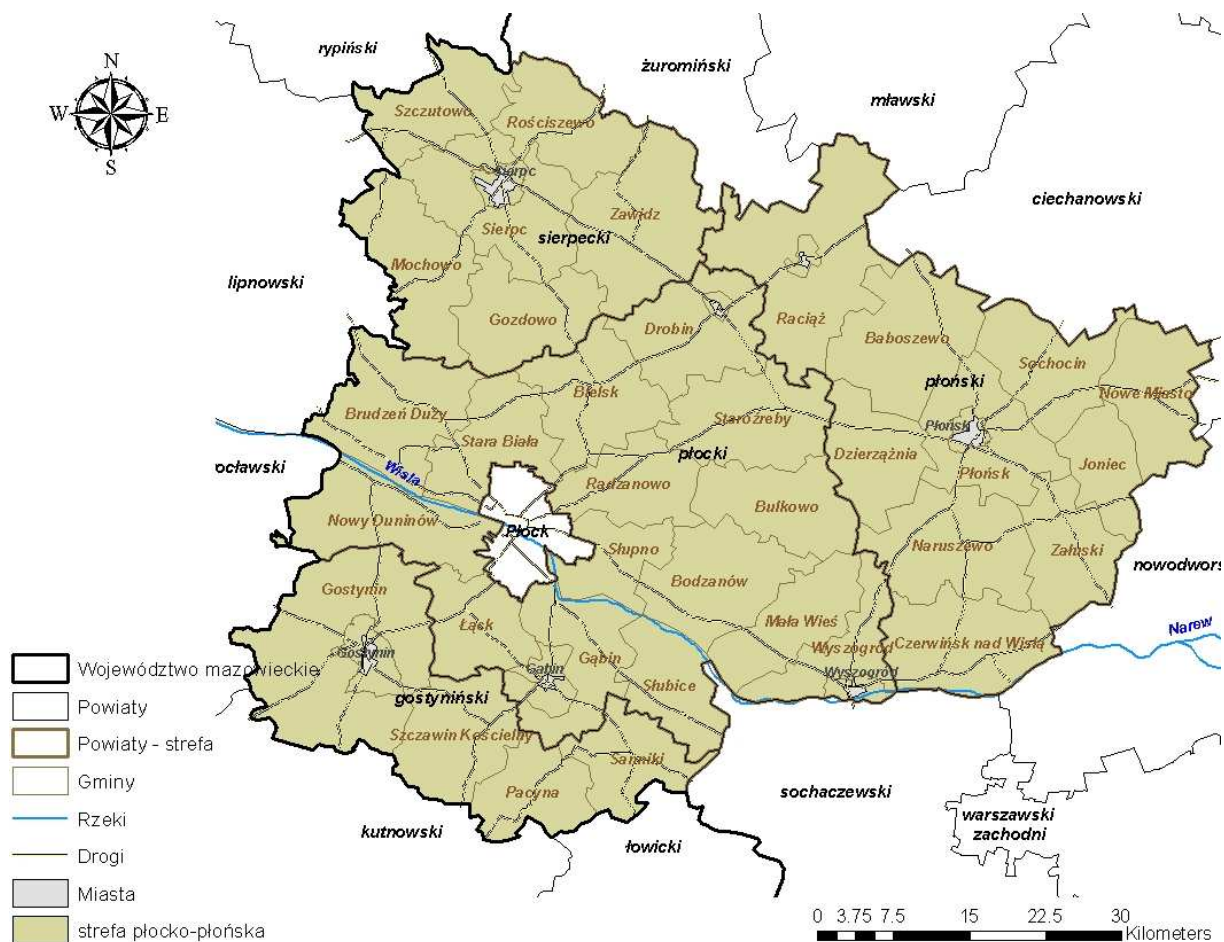 rypiński
żuromiński
mławski
N
W
E
S
Szczutowo
Rościszewo
Sierpc
ciechanowski
Zawidz
Sierpc
sierpecki
Mochowo
lipnowski
Gozdowo
Drobin
Raciąż
Baboszewo
Sochocin
płoński
Bielsk
Nowe Miasto
Brudzeń Duży
Staroźreby
Płońsk
Stara Biała
płocki
Dzierzążnia
ocławski
Wisła
Płońsk
Joniec
Radzanowo
Bulkowo
Nowy Duninów
Płock
Słupno
Naruszewo
Załuski
Bodzanów
nowodwors
Gostynin
Łąck
Mała Wieś
Narew
Gostynin
Gąbin
Gąbin
Wyszogród
Czerwińsk nad Wisłą
Wyszogród
Słubice
gostyniński
Szczawin Kościelny
Sanniki
Pacyna
sochaczewski
kutnowski
łowicki
warszawski
zachodni
Województwo mazowieckie
Powiaty
Powiaty - strefa
Gminy
Rzeki
Drogi
Miasta
strefa płocko-płońska
0 3.75 7.5 15 22.5 30
Kilometers